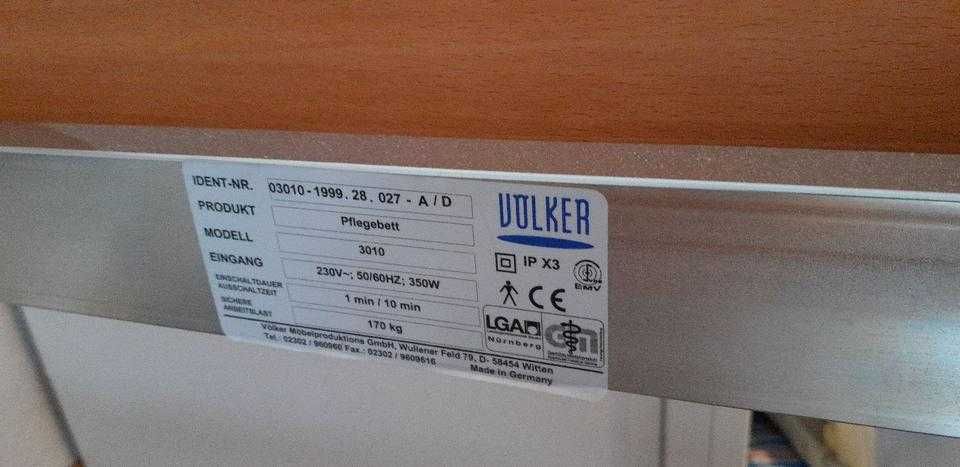 IDENT-NR. 03010-1999.28.027 - A / D
PRODUKT Pflegebett
MODELL 3010
EINGANG 230V~; 50/60HZ; 350W
EINSCHALTDAUER
AUSSCHALTZEIT 1 min / 10 min
SICHERE
ARBEITSLAST 170 kg
VÖLKER
IP X3
EMV
CE
LGA
Nürnberg
Völker Möbelproduktions GmbH, Wullener Feld 79, D- 58454 Witten
Tel.: 02302 / 960960 Fax.: 02302 / 9609616
Made in Germany